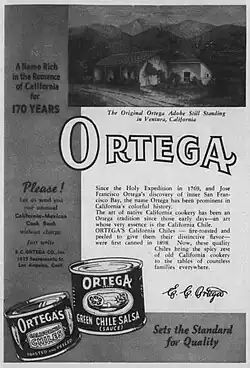 A Name Rich
in the Romance
of California
for
170 YEARS
The Original Ortega Adobe Still Standing
in Ventura, California
ORTEGA
Please!
Let us send you
our unusual
California-Mexican
Cook Book
without charge.
Just write
E. C. ORTEGA CO., Inc.
Los Angeles, Calif.
Since the Holy Expedition in 1769, and Jose
Francisco Ortega's discovery of inner San Fran-
cisco Bay, the name Ortega has been prominent in
California's colorful history.
The art of native California cookery has been an
Ortega tradition since those early days—an art
whose very essence is the California Chile.
ORTEGA'S California Chiles — fire-roasted and
peeled to give them their distinctive flavor —
were first canned in 1898. Now, these quality
Chiles bring the spicy zest
of old California cookery
to the tables of countless
families everywhere.
E. C. Ortega
ORTEGA
GREEN CHILE SALSA
(SAUCE)
ORTEGAS
CHILES
TOASTED AND PEELED
Sets the Standard
for Quality